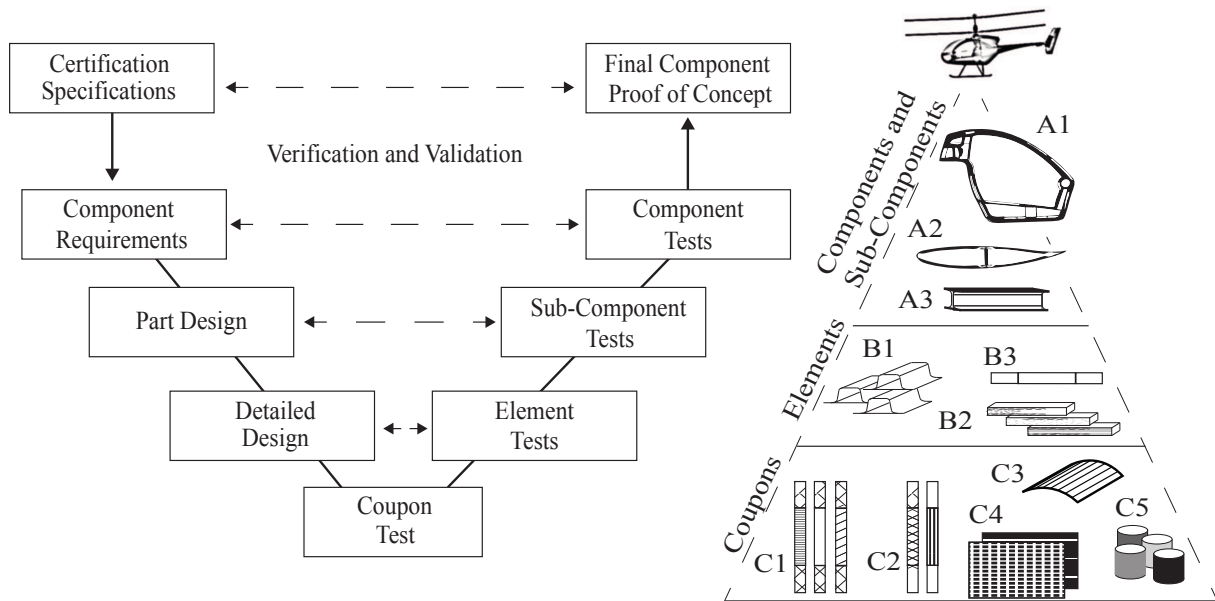 Certification
Specifications
Final Component
Proof of Concept
Verification and Validation
Component
Requirements
Component
Tests
Part Design
Sub-Component
Tests
Detailed
Design
Element
Tests
Coupon
Test
Components and
Sub-Components
A1
A2
A3
Elements
B1
B3
B2
Coupons
C3
C4
C5
C1
C2